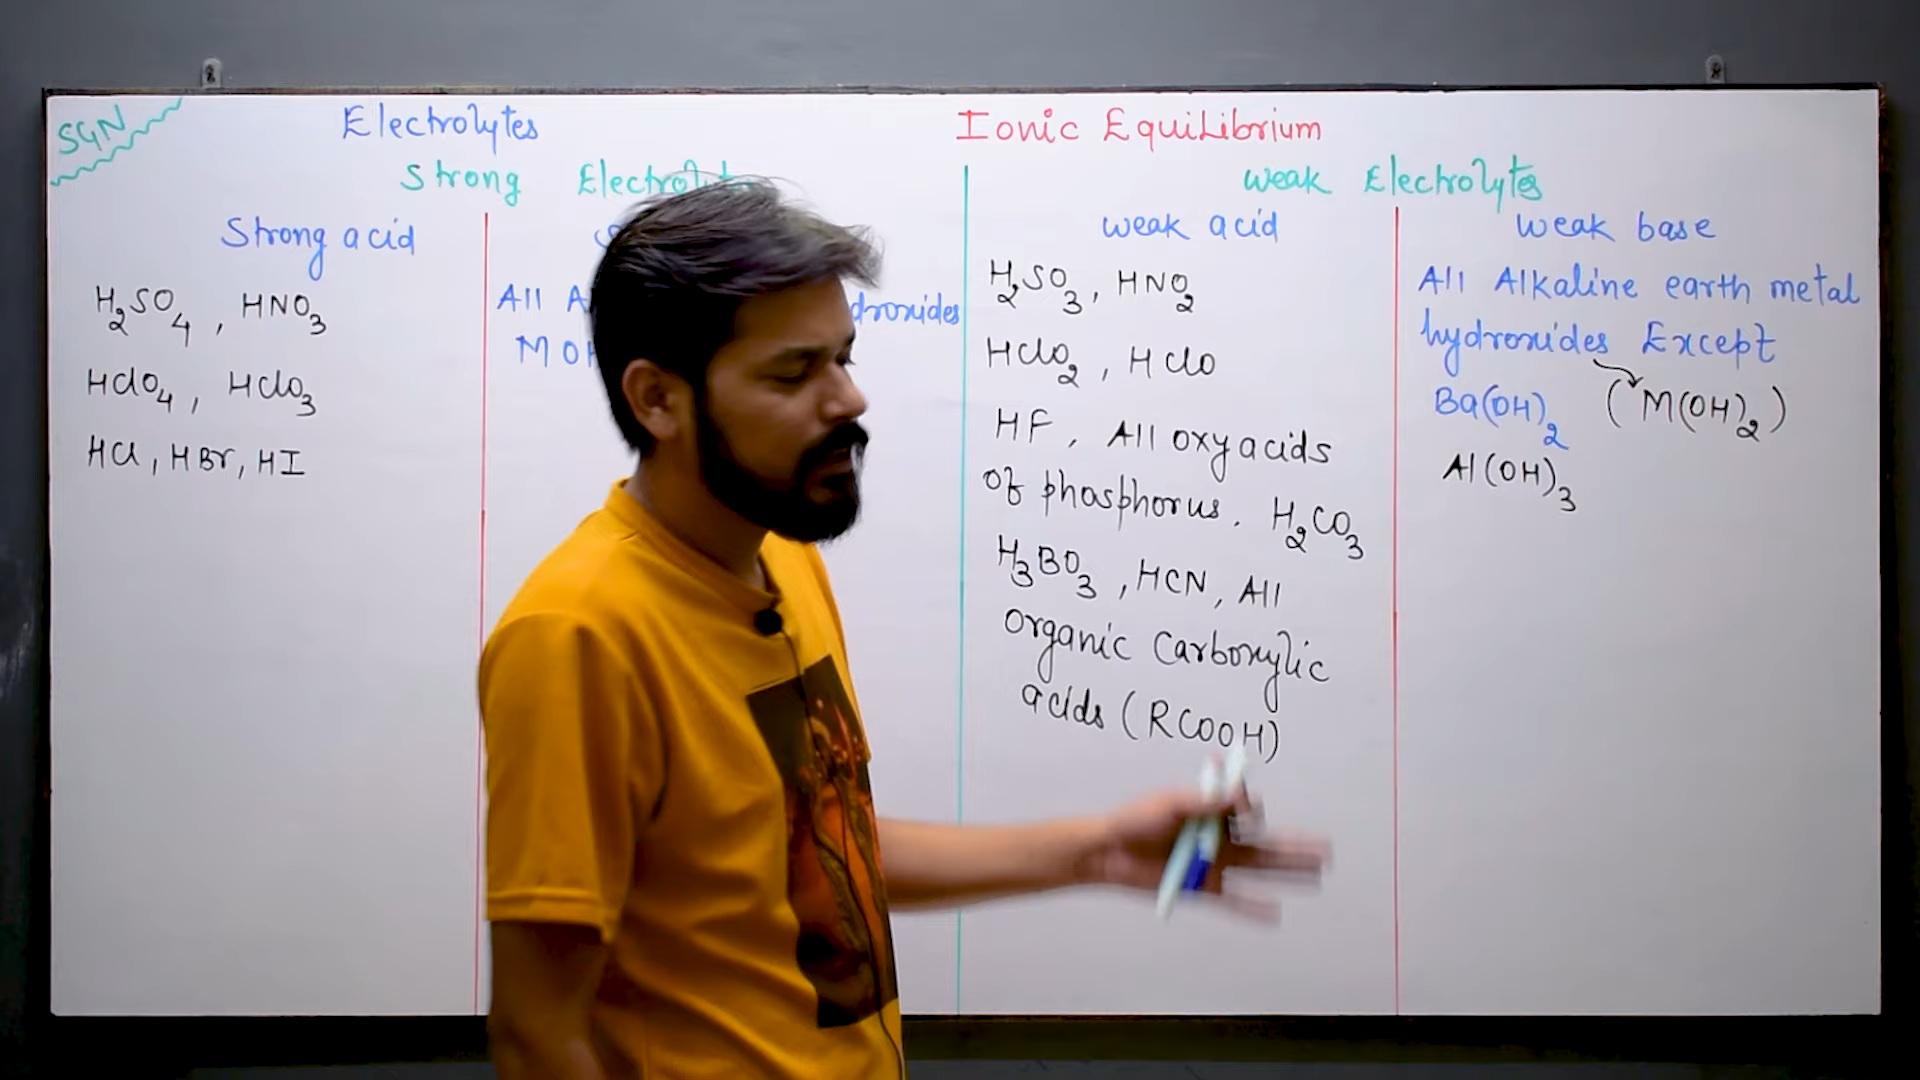 SGN
Electrolytes
Ionic EquiLibrium
Strong
weak Electrolytes
Strong acid
H₂SO₄, HNO₃
HClO₄, HClO₃
HCl, HBr, HI
All
weak acid
H₂SO₃, HNO₂
HClO₂, HClO
HF, All oxyacids
of phosphorus. H₂CO₃
H₃BO₃, HCN, All
organic Carboxylic
acids (RCOOH)
weak base
All Alkaline earth metal
hydroxides Except
Ba(OH)₂ (M(OH)₂)
Al(OH)₃